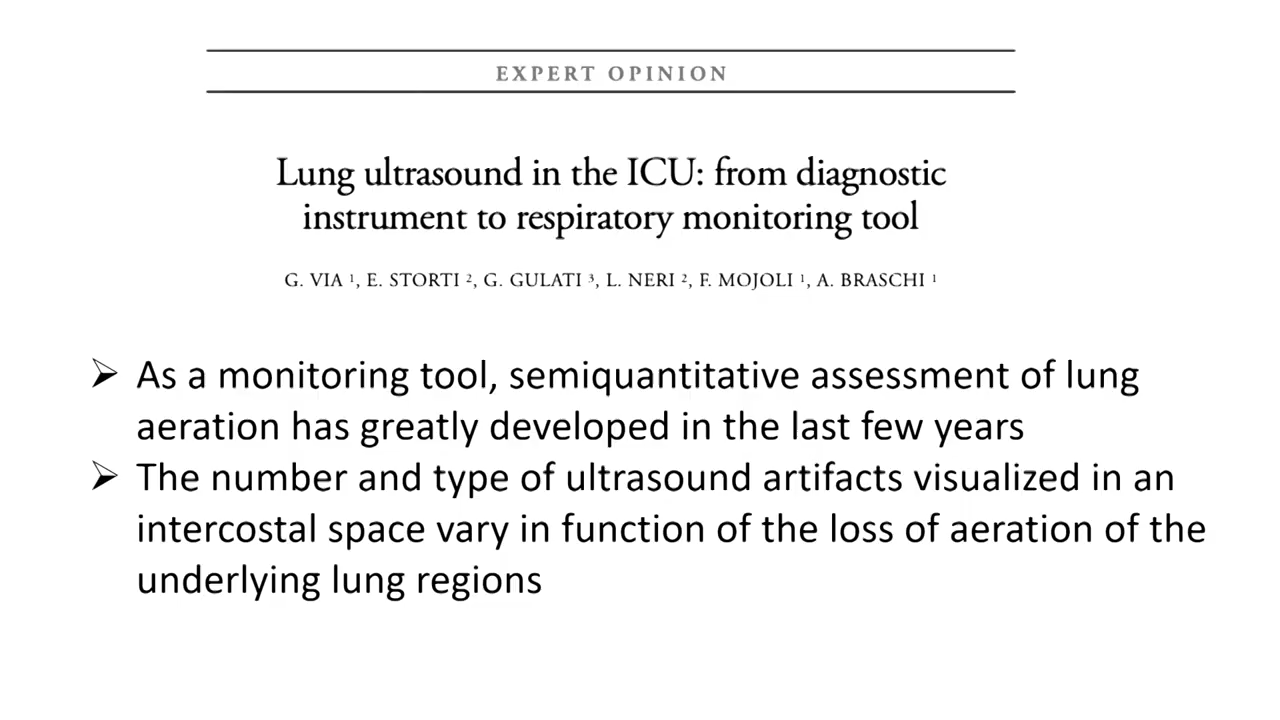 EXPERT OPINION
Lung ultrasound in the ICU: from diagnostic
instrument to respiratory monitoring tool
G. VIA ¹, E. STORTI ², G. GULATI ³, L. NERI ², F. MOJOLI ¹, A. BRASCHI ¹
➢ As a monitoring tool, semiquantitative assessment of lung
aeration has greatly developed in the last few years
➢ The number and type of ultrasound artifacts visualized in an
intercostal space vary in function of the loss of aeration of the
underlying lung regions